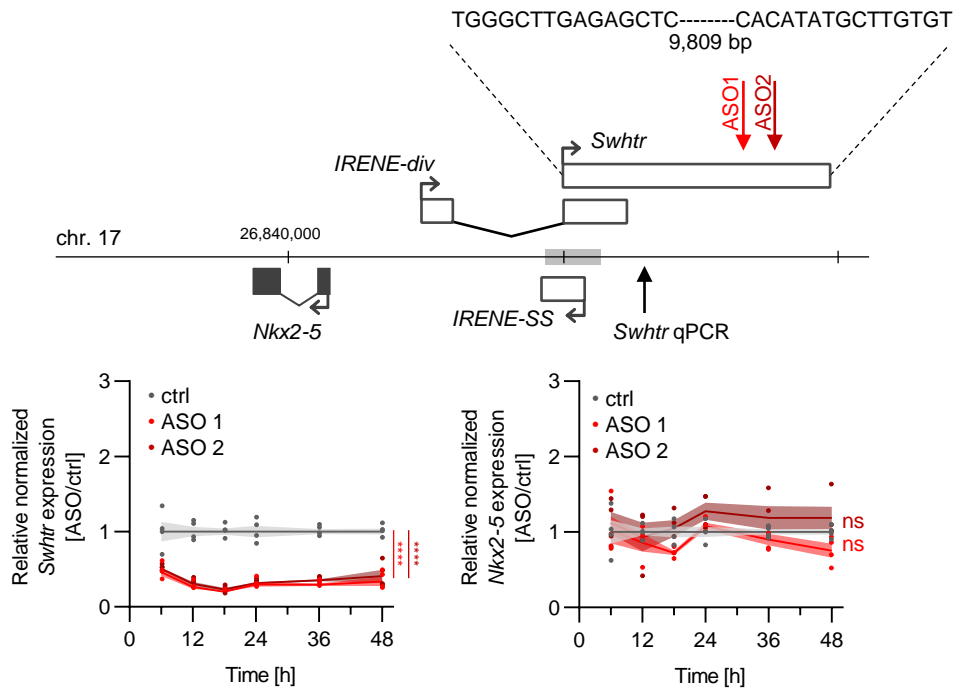 TGGGCTTGAGAGCTC--------CACATATGCTTGTGT
9,809 bp
ASO1
ASO2
Swhtr
IRENE-div
chr. 17
26,840,000
Nkx2-5
IRENE-SS
Swhtr qPCR
Relative normalized
Swhtr expression
[ASO/ctrl]
3
2
1
0
ctrl
ASO 1
ASO 2
****
****
0
12
24
36
48
Time [h]
Relative normalized
Nkx2-5 expression
[ASO/ctrl]
3
2
1
0
ctrl
ASO 1
ASO 2
ns
ns
0
12
24
36
48
Time [h]